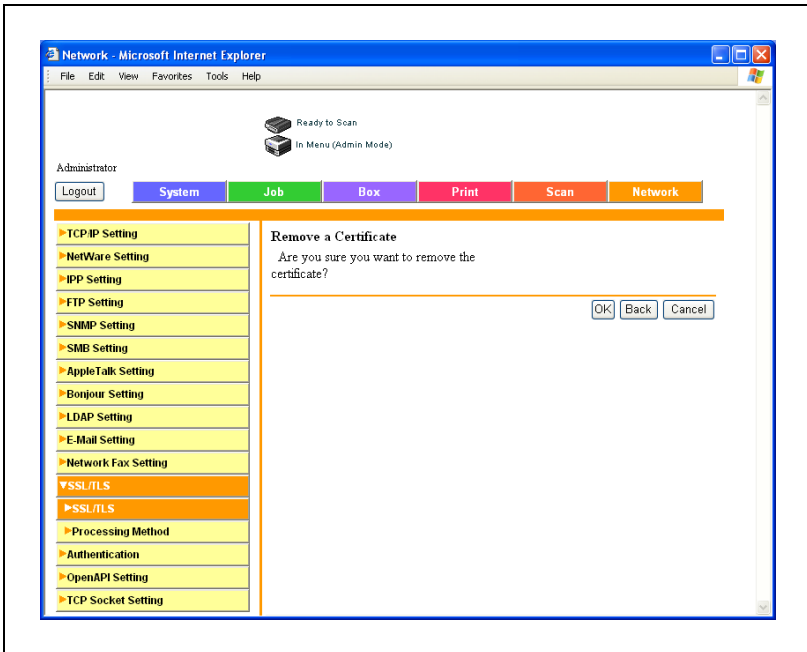 Network - Microsoft Internet Explorer
File Edit View Favorites Tools Help
Ready to Scan
In Menu (Admin Mode)
Administrator
Logout System Job Box Print Scan Network
TCP/IP Setting
NetWare Setting
IPP Setting
FTP Setting
SNMP Setting
SMB Setting
AppleTalk Setting
Bonjour Setting
LDAP Setting
E-Mail Setting
Network Fax Setting
SSL/TLS
SSL/TLS
Processing Method
Authentication
OpenAPI Setting
TCP Socket Setting
Remove a Certificate
Are you sure you want to remove the
certificate?
OK Back Cancel